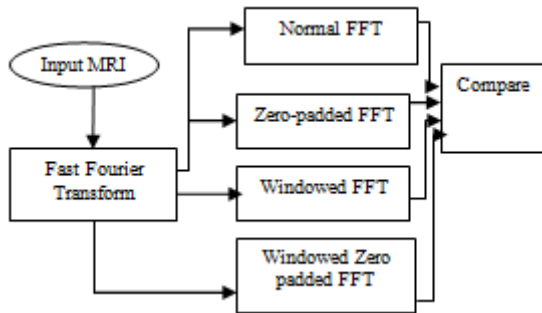 Normal FFT
Input MRI
Compare
Zero-padded FFT
Fast Fourier
Transform
Windowed FFT
Windowed Zero
padded FFT